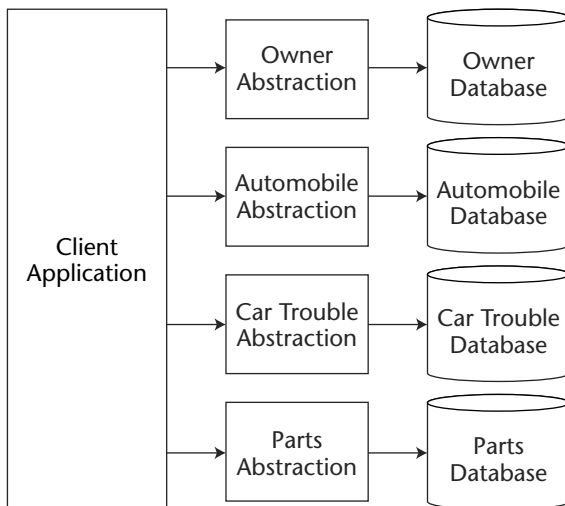 Client
Application
Owner
Abstraction
Owner
Database
Automobile
Abstraction
Automobile
Database
Car Trouble
Abstraction
Car Trouble
Database
Parts
Abstraction
Parts
Database